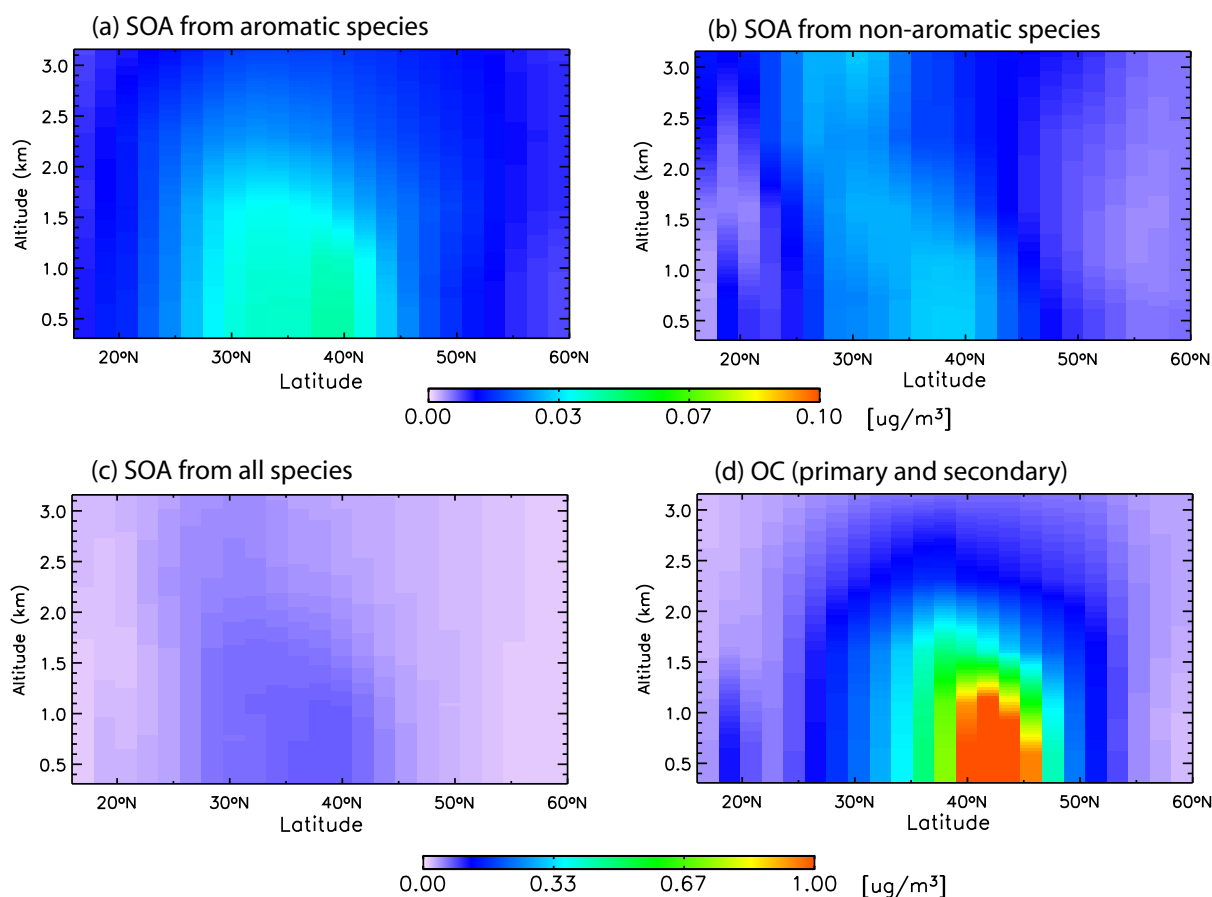 (a) SOA from aromatic species
(b) SOA from non-aromatic species
3.0
2.5
2.0
1.5
1.0
0.5
Altitude (km)
20°N 30°N 40°N 50°N 60°N
Latitude
3.0
2.5
2.0
1.5
1.0
0.5
Altitude (km)
20°N 30°N 40°N 50°N 60°N
Latitude
0.00 0.03 0.07 0.10 [ug/m³]
(c) SOA from all species
(d) OC (primary and secondary)
3.0
2.5
2.0
1.5
1.0
0.5
Altitude (km)
20°N 30°N 40°N 50°N 60°N
Latitude
3.0
2.5
2.0
1.5
1.0
0.5
Altitude (km)
20°N 30°N 40°N 50°N 60°N
Latitude
0.00 0.33 0.67 1.00 [ug/m³]